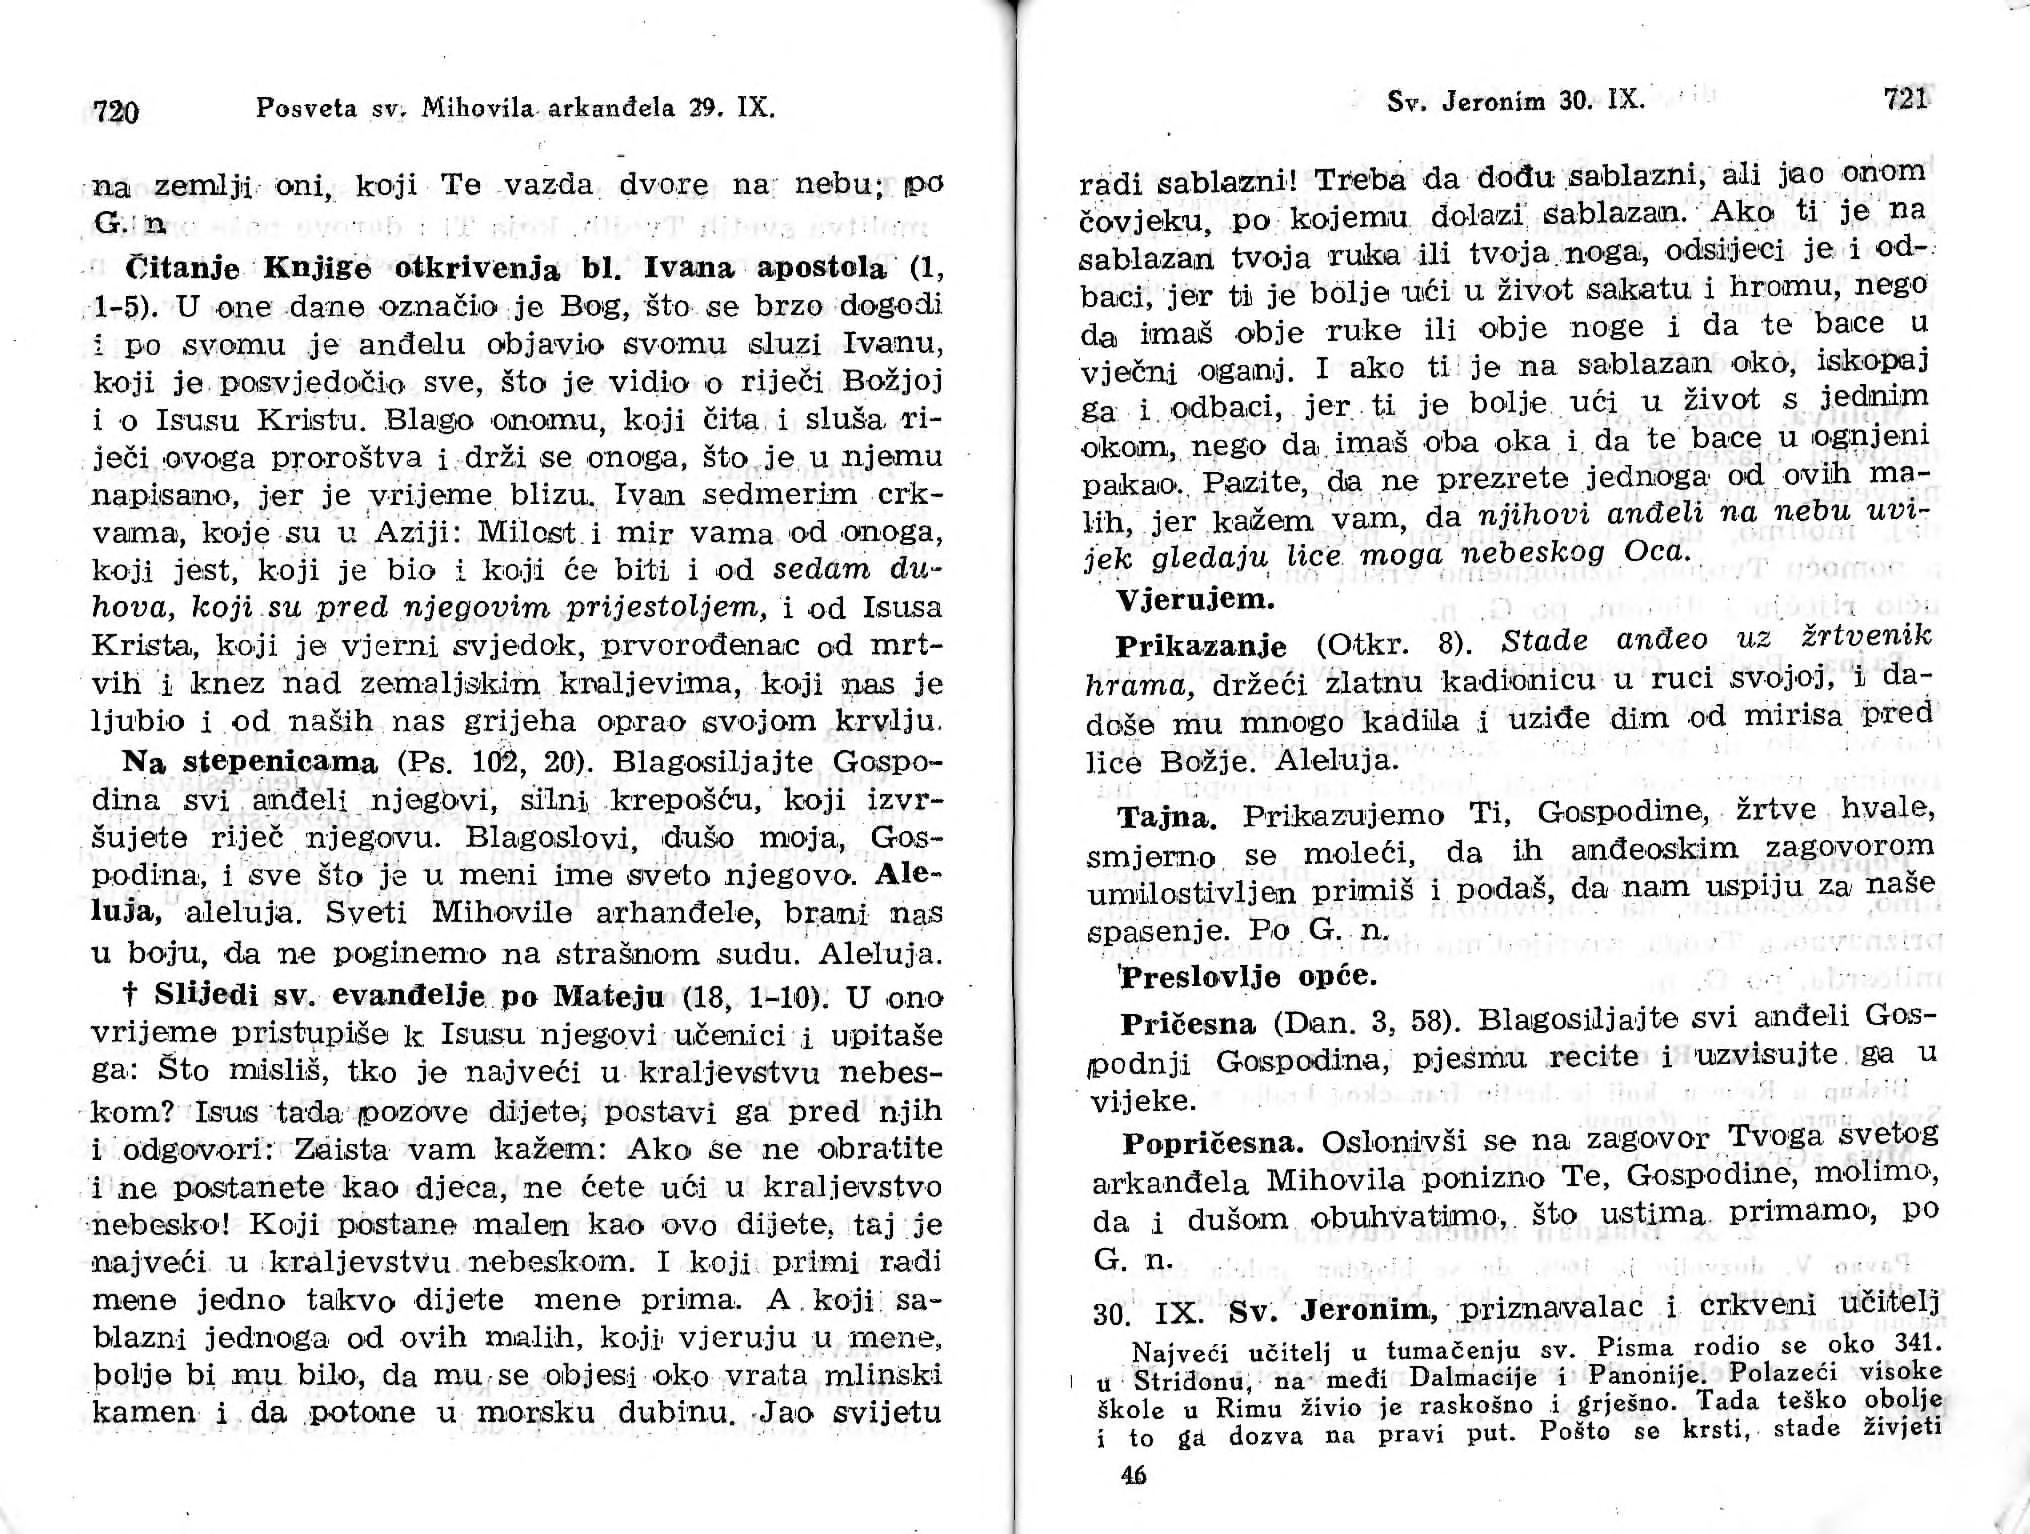 720 Posveta sv. Mihovila arkanđela 29. IX.
na zemlji oni, koji Te vazda dvore na nebu; po
G. n
Čitanje Knjige otkrivenja bl. Ivana apostola (1,
1-5). U one dane označio je Bog, što se brzo dogodi
i po svomu je anđelu objavio svomu sluzi Ivanu,
koji je posvjedočio sve, što je vidio o riječi Božjoj
i o Isusu Kristu. Blago onomu, koji čita i sluša ri-
ječi ovoga proroštva i drži se onoga, što je u njemu
napisano, jer je vrijeme blizu. Ivan sedmerim crk-
vama, koje su u Aziji: Milost i mir vama od onoga,
koji jest, koji je bio i koji će biti i od sedam du-
hova, koji su pred njegovim prijestoljem, i od Isusa
Krista, koji je vjerni svjedok, prvorođenac od mrt-
vih i knez nad zemaljskim kraljevima, koji nas je
ljubio i od naših nas grijeha oprao svojom krvlju.
Na stepenicama (Ps. 102, 20). Blagosiljajte Gospo-
dina svi anđeli njegovi, silni krepošću, koji izvr-
šujete riječ njegovu. Blagoslovi, dušo moja, Gos-
podina, i sve što je u meni ime sveto njegovo. Ale-
luja, aleluja. Sveti Mihovile arhanđele, brani nas
u boju, da ne poginemo na strašnom sudu. Aleluja.
† Slijedi sv. evanđelje po Mateju (18, 1-10). U ono
vrijeme pristupiše k Isusu njegovi učenici i upitaše
ga: Što misliš, tko je najveći u kraljevstvu nebes-
kom? Isus tada pozove dijete, postavi ga pred njih
i odgovori: Zaista vam kažem: Ako se ne obratite
i ne postanete kao djeca, ne ćete ući u kraljevstvo
nebesko! Koji postane malen kao ovo dijete, taj je
najveći u kraljevstvu nebeskom. I koji primi radi
mene jedno takvo dijete mene prima. A koji sa-
blazni jednoga od ovih malih, koji vjeruju u mene,
bolje bi mu bilo, da mu se objesi oko vrata mlinski
kamen i da potone u morsku dubinu. Jao svijetu
Sv. Jeronim 30. IX. 721
radi sablazni! Treba da dođu sablazni, ali jao onom
čovjeku, po kojemu dolazi sablazan. Ako ti je na
sablazan tvoja ruka ili tvoja noga, odsijeci je i od-
baci, jer ti je bolje ući u život sakatu i hromu, nego
da imaš obje ruke ili obje noge i da te bace u
vječni oganj. I ako ti je na sablazan oko, iskopaj
ga i odbaci, jer ti je bolje ući u život s jednim
okom, nego da imaš oba oka i da te bace u ognjeni
pakao. Pazite, da ne prezrete jednoga od ovih ma-
lih, jer kažem vam, da njihovi anđeli na nebu uvi-
jek gledaju lice moga nebeskog Oca.
Vjerujem.
Prikazanje (Otkr. 8). Stade anđeo uz žrtvenik
hrama, držeći zlatnu kadionicu u ruci svojoj, i da-
doše mu mnogo kadila i uziđe dim od mirisa pred
lice Božje. Aleluja.
Tajna. Prikazujemo Ti, Gospodine, žrtve hvale,
smjerno se moleći, da ih anđeoskim zagovorom
umilostivljen primiš i podaš, da nam uspiju za naše
spasenje. Po G. n.
Preslovlje opće.
Pričesna (Dan. 3, 58). Blagosiljajte svi anđeli Gos-
podnji Gospodina, pjesmu recite i uzvisujte ga u
vijeke.
Popričesna. Oslonivši se na zagovor Tvoga svetog
arkanđela Mihovila ponizno Te, Gospodine, molimo,
da i dušom obuhvatimo, što ustima primamo, po
G. n.
30. IX. Sv. Jeronim, priznavalac i crkveni učitelj
Najveći učitelj u tumačenju sv. Pisma rodio se oko 341.
u Stridonu, na međi Dalmacije i Panonije. Polazeći visoke
škole u Rimu živio je raskošno i grješno. Tada teško obolje
i to ga dozva na pravi put. Pošto se krsti, stade živjeti
46